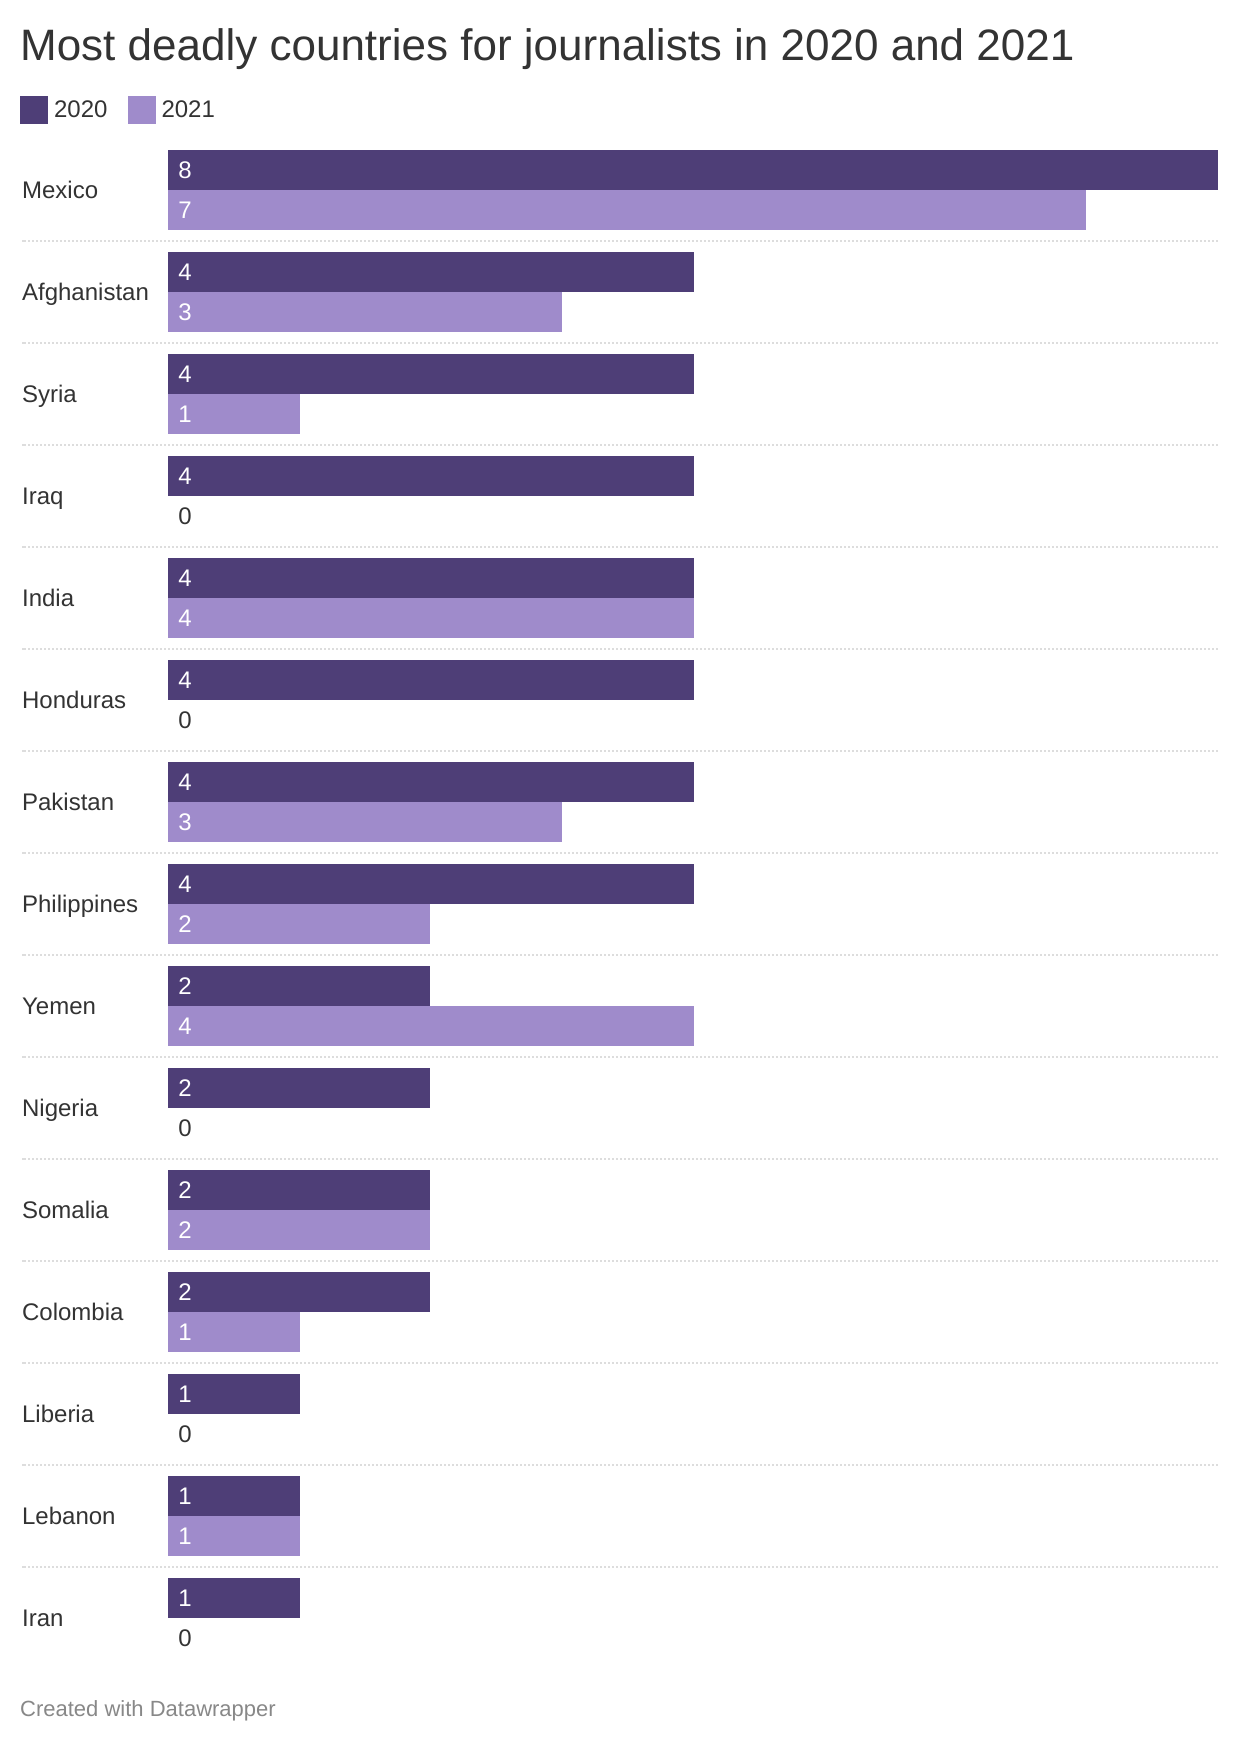 Most deadly countries for journalists in 2020 and 2021
2020 2021
Mexico
8
7
Afghanistan
4
3
Syria
4
1
Iraq
4
0
India
4
4
Honduras
4
0
Pakistan
4
3
Philippines
4
2
Yemen
2
4
Nigeria
2
0
Somalia
2
2
Colombia
2
1
Liberia
1
0
Lebanon
1
1
Iran
1
0
Created with Datawrapper